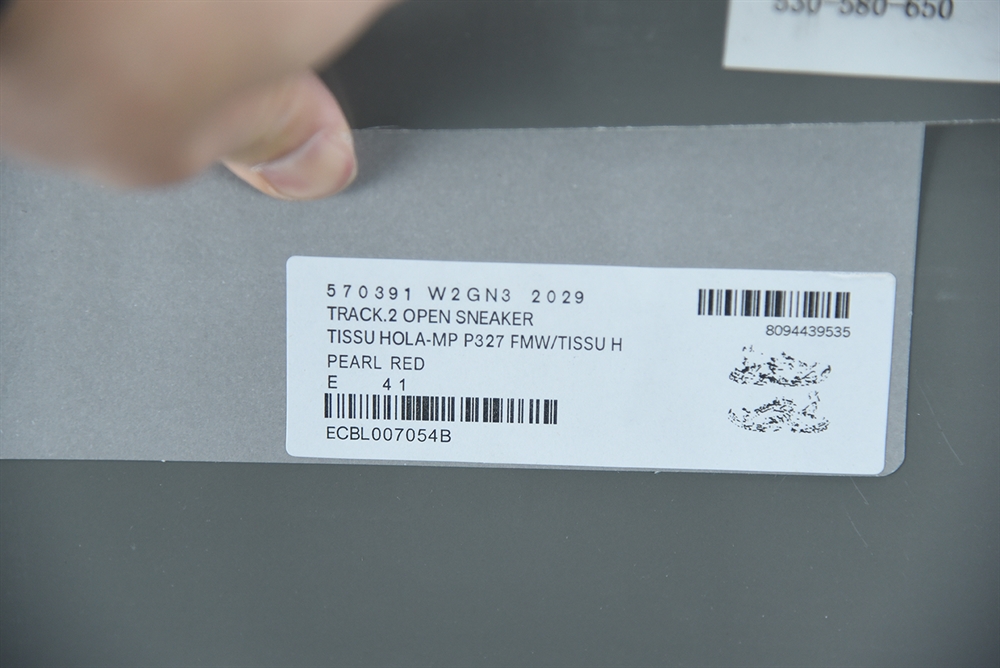 530-580-650
570391 W2GN3 2029
TRACK.2 OPEN SNEAKER
TISSU HOLA-MP P327 FMW/TISSU H
PEARL RED
E 41
ECBL007054B
8094439535